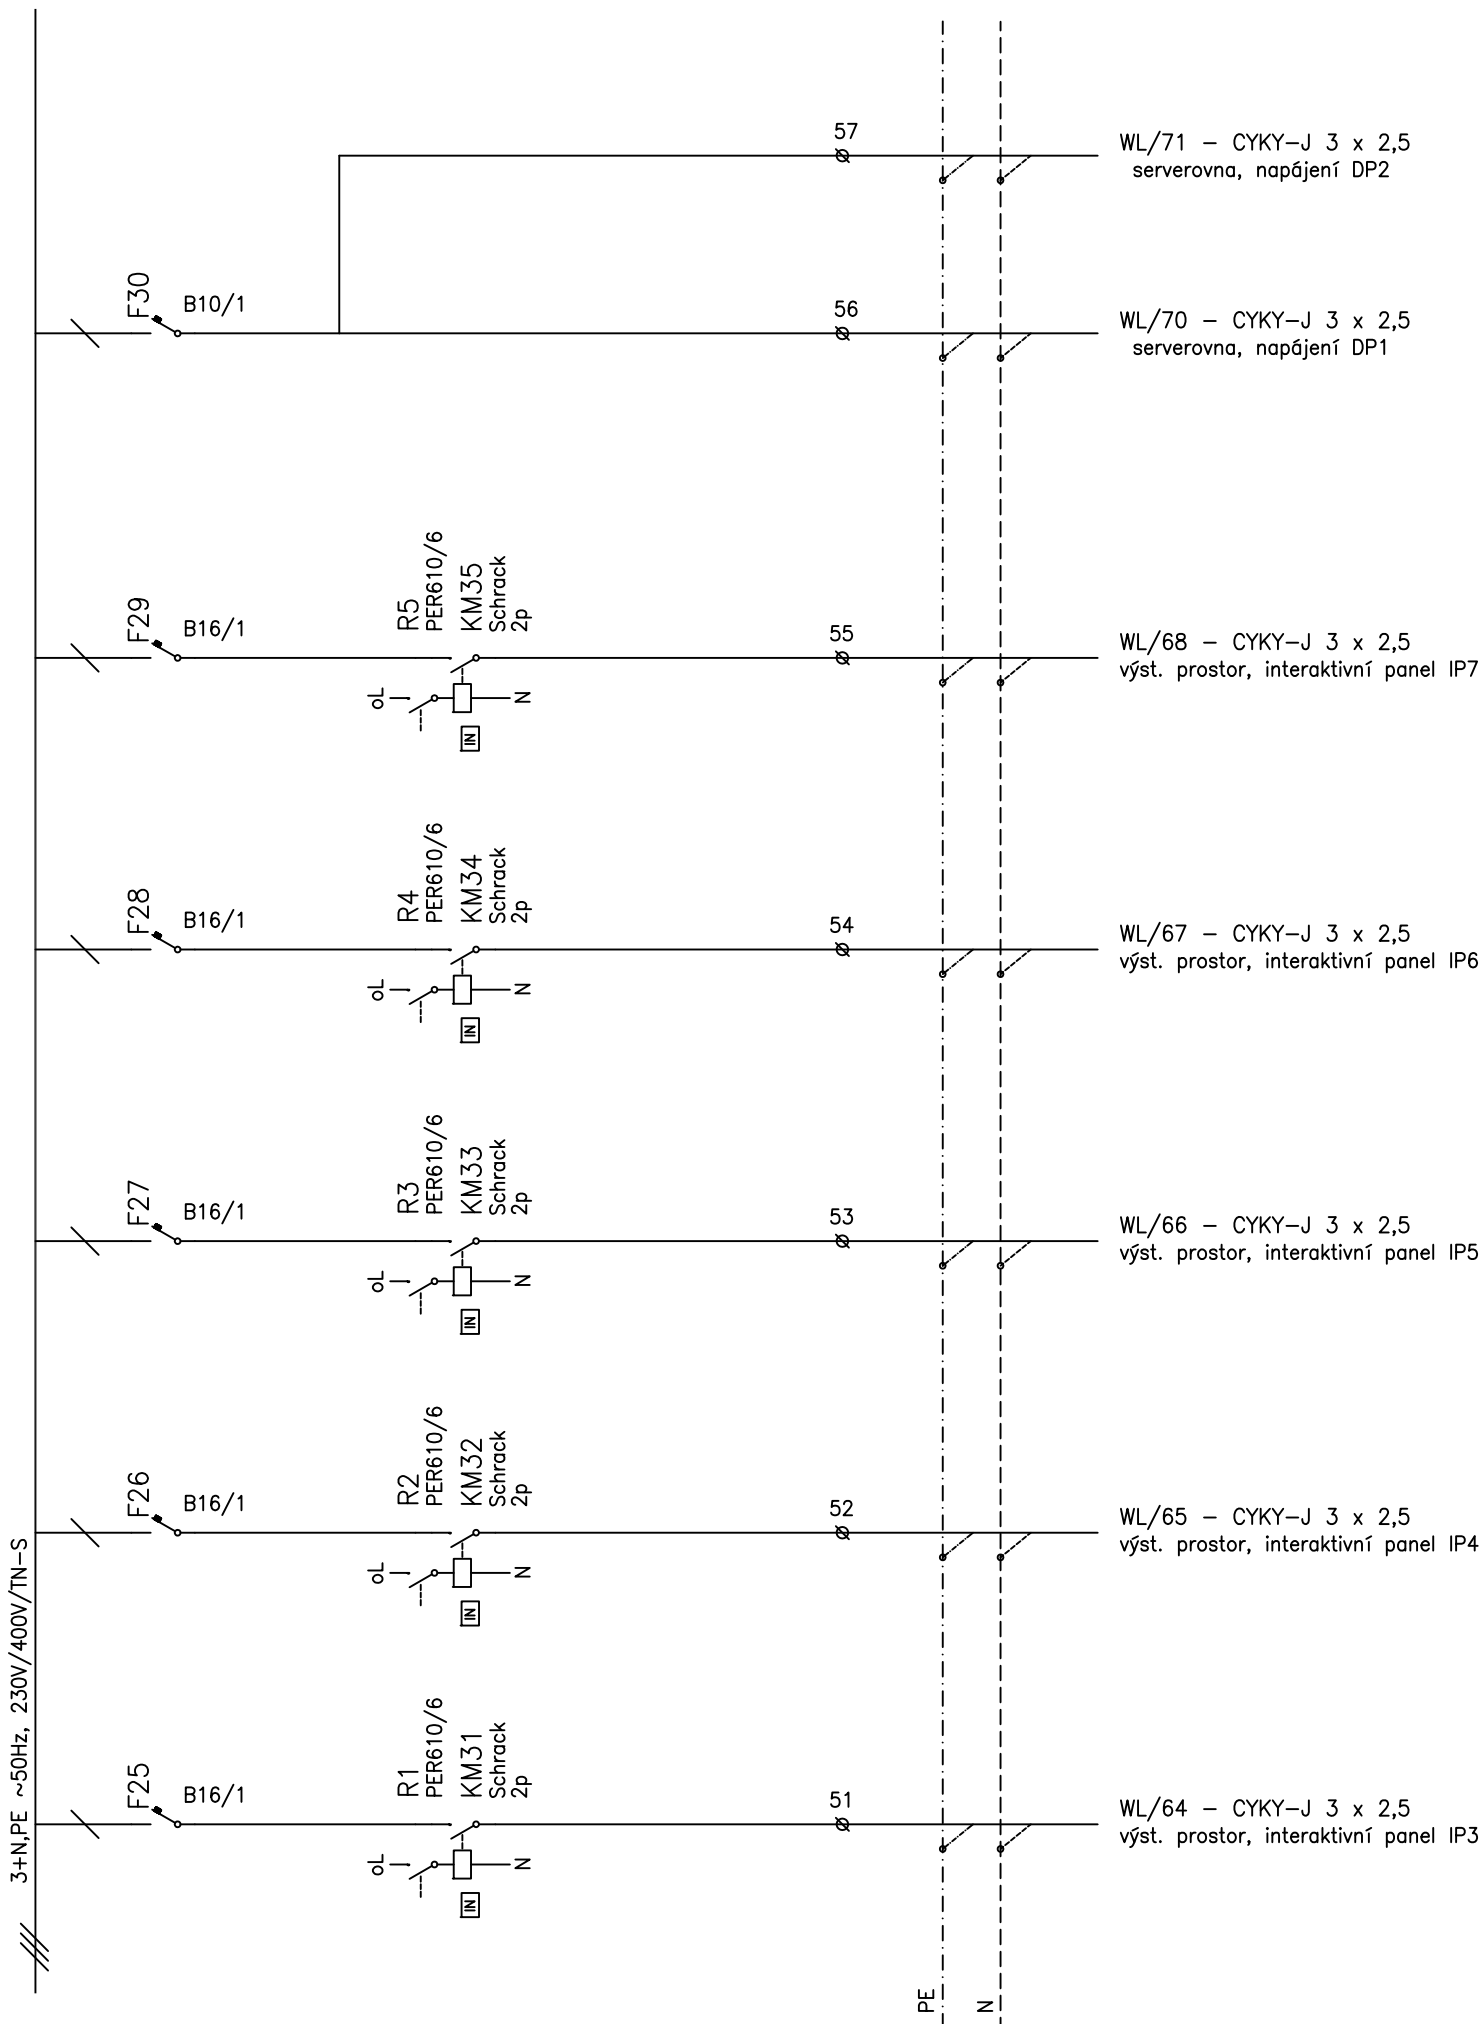 57
WL/71 – CYKY–J 3 x 2,5
serverovna, napájení DP2
F30
B10/1
56
WL/70 – CYKY–J 3 x 2,5
serverovna, napájení DP1
F29
B16/1
R5
PER610/6
KM35
Schrack
2p
oL
N
IN
55
WL/68 – CYKY–J 3 x 2,5
výst. prostor, interaktivní panel IP7
F28
B16/1
R4
PER610/6
KM34
Schrack
2p
oL
N
IN
54
WL/67 – CYKY–J 3 x 2,5
výst. prostor, interaktivní panel IP6
F27
B16/1
R3
PER610/6
KM33
Schrack
2p
oL
N
IN
53
WL/66 – CYKY–J 3 x 2,5
výst. prostor, interaktivní panel IP5
F26
B16/1
R2
PER610/6
KM32
Schrack
2p
oL
N
IN
52
WL/65 – CYKY–J 3 x 2,5
výst. prostor, interaktivní panel IP4
3+N,PE ~50Hz, 230V/400V/TN–S
F25
B16/1
R1
PER610/6
KM31
Schrack
2p
oL
N
IN
51
WL/64 – CYKY–J 3 x 2,5
výst. prostor, interaktivní panel IP3
PE
N